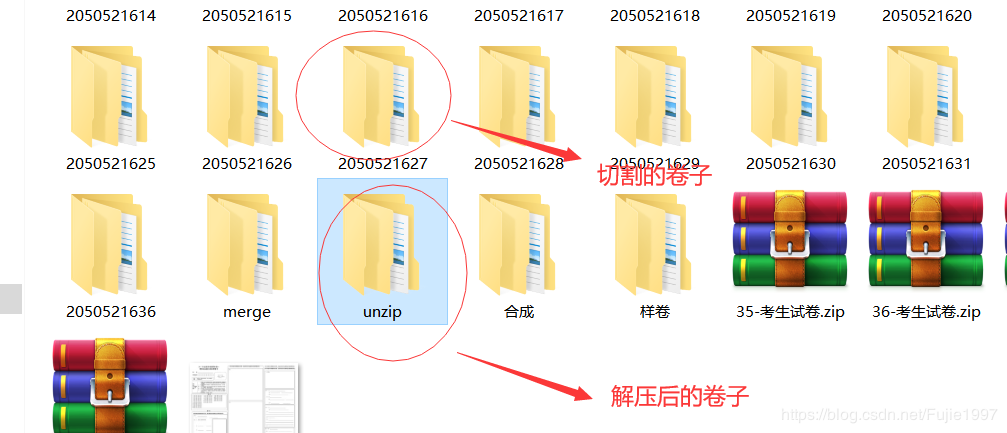 2050521614 2050521615 2050521616 2050521617 2050521618 2050521619 2050521620
2050521625 2050521626 2050521627 2050521628 2050521629 2050521630 2050521631
切割的卷子
2050521636 merge unzip 合成 样卷 35-考生试卷.zip 36-考生试卷.zip
解压后的卷子
https://blog.csdn.net/Fujie1997